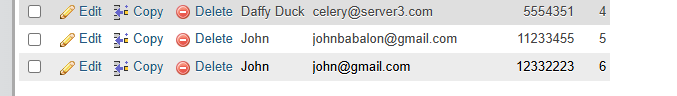 Edit Copy Delete Daffy Duck celery@server3.com 5554351 4
Edit Copy Delete John johnbabalon@gmail.com 11233455 5
Edit Copy Delete John john@gmail.com 12332223 6